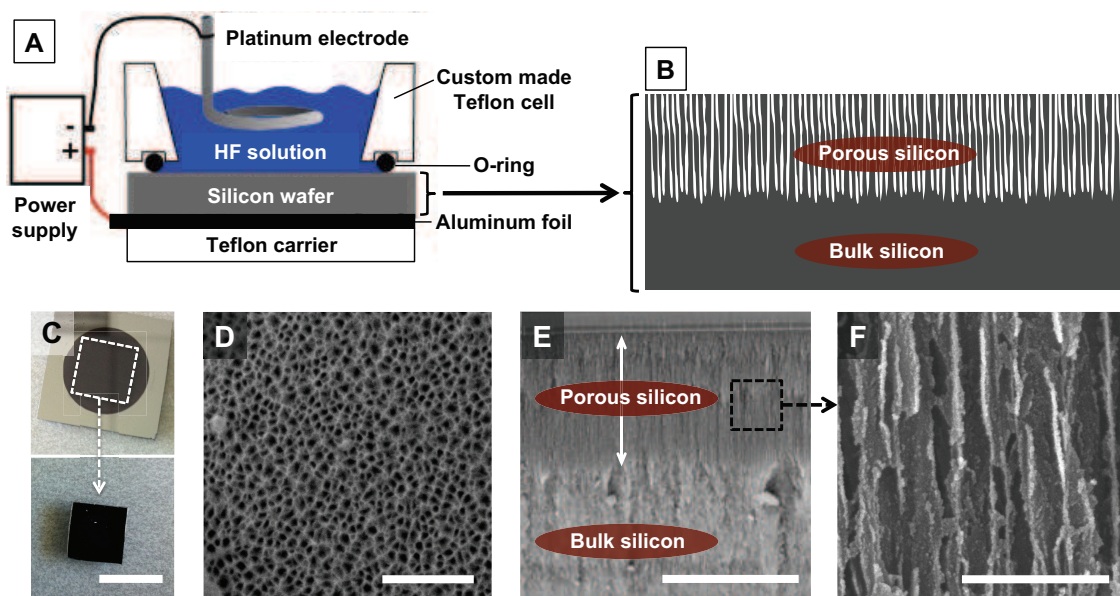 A
Platinum electrode
Custom made
Teflon cell
-
+
HF solution
O-ring
Silicon wafer
Power
supply
Aluminum foil
Teflon carrier
B
Porous silicon
Bulk silicon
C
D
E
Porous silicon
Bulk silicon
F